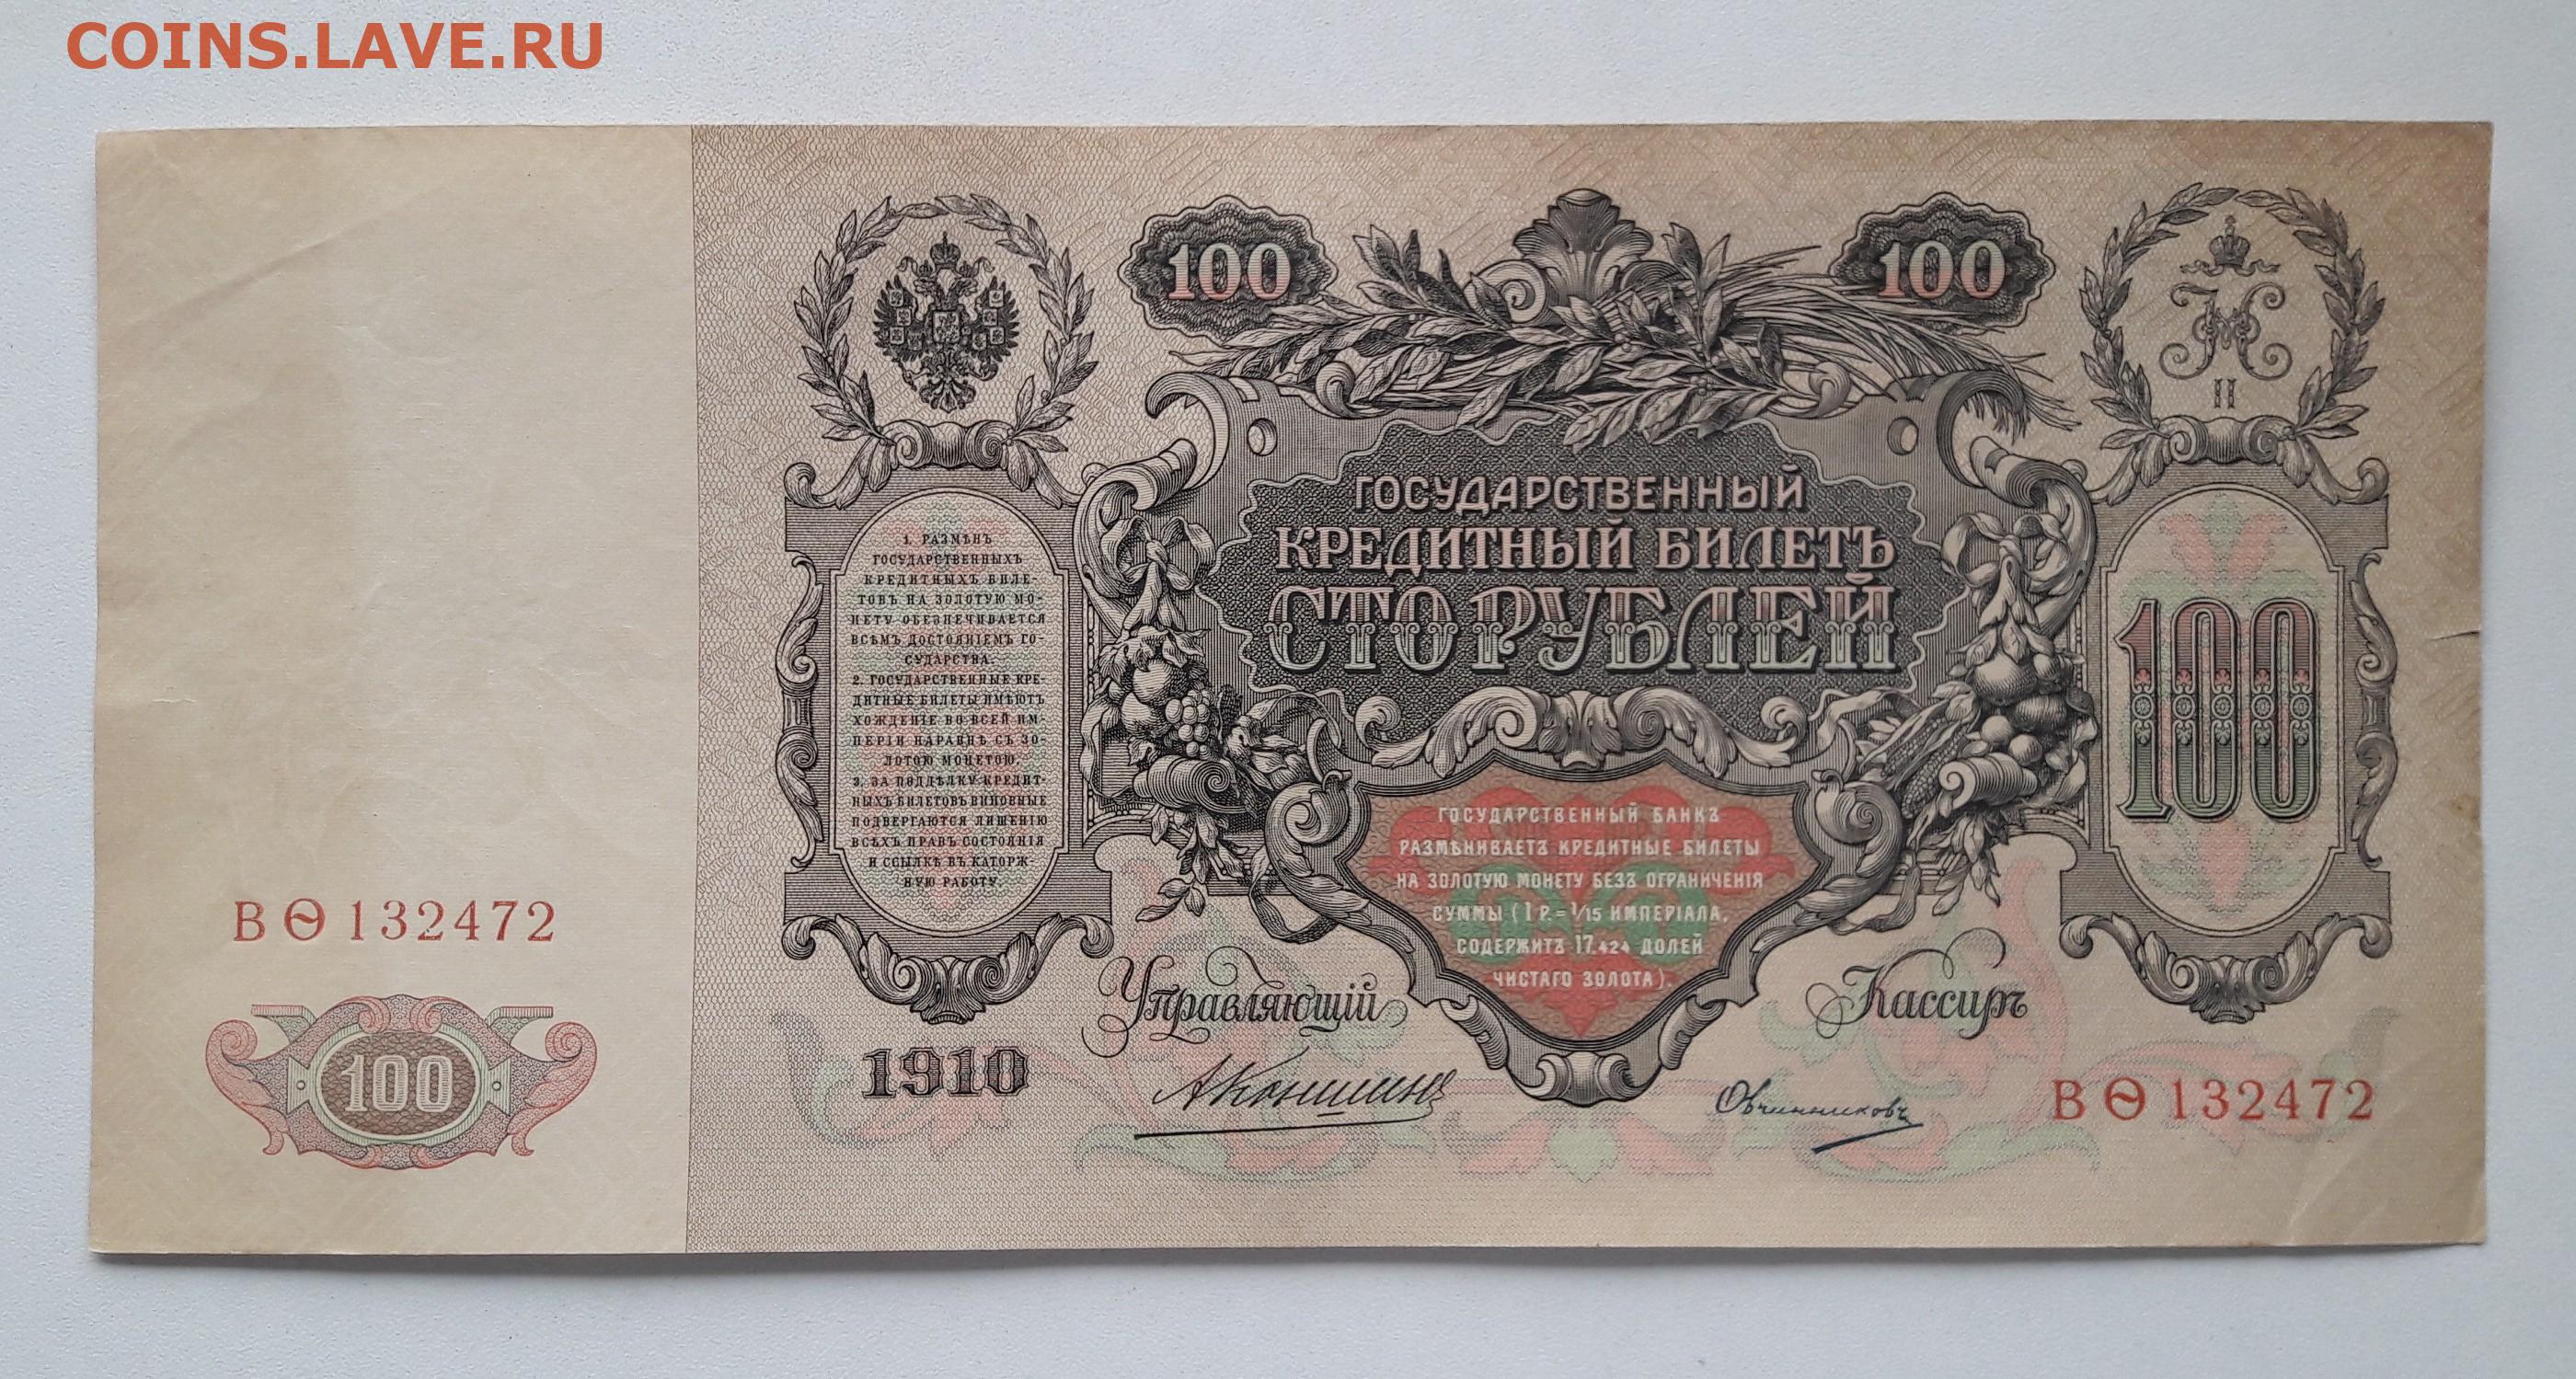 COINS.LAVE.RU
100
100
Н
II
ГОСУДАРСТВЕННЫЙ
КРЕДИТНЫЙ БИЛЕТЪ
СТО РУБЛЕЙ
1. РАЗМѢНЪ
ГОСУДАРСТВЕННЫХЪ
КРЕДИТНЫХЪ БИЛЕ-
ТОВЪ НА ЗОЛОТУЮ МО-
НЕТУ ОБЕЗПЕЧИВАЕТСЯ
ВСѢМЪ ДОСТОЯНІЕМЪ ГО-
СУДАРСТВА.
2. ГОСУДАРСТВЕННЫЕ КРЕ-
ДИТНЫЕ БИЛЕТЫ ИМѢЮТЪ
ХОЖДЕНІЕ ВО ВСЕЙ ИМ-
ПЕРІИ НАРАВНѢ СЪ ЗО-
ЛОТОЮ МОНЕТОЮ.
3. ЗА ПОДДѢЛКУ КРЕДИТ-
НЫХЪ БИЛЕТОВЪ ВИНОВНЫЕ
ПОДВЕРГАЮТСЯ ЛИШЕНІЮ
ВСѢХЪ ПРАВЪ СОСТОЯНІЯ
И ССЫЛКѢ ВЪ КАТОРЖ-
НУЮ РАБОТУ.
100
ГОСУДАРСТВЕННЫЙ БАНКЪ
РАЗМѢНИВАЕТЪ КРЕДИТНЫЕ БИЛЕТЫ
НА ЗОЛОТУЮ МОНЕТУ БЕЗЪ ОГРАНИЧЕНІЯ
СУММЫ (1 Р. = 1/15 ИМПЕРІАЛА,
СОДЕРЖИТЪ 17.424 ДОЛЕЙ
ЧИСТАГО ЗОЛОТА).
ВѲ 132472
100
Управляющій
Кассиръ
1910
АКоншинъ
Овчинниковъ
ВѲ 132472